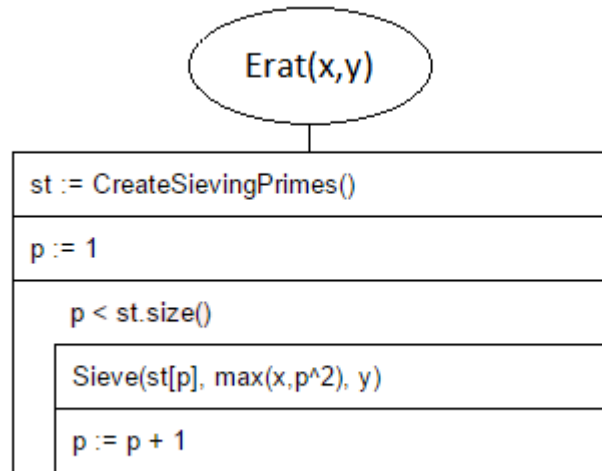 Erat(x,y)
st := CreateSievingPrimes()
p := 1
p < st.size()
Sieve(st[p], max(x,p^2), y)
p := p + 1